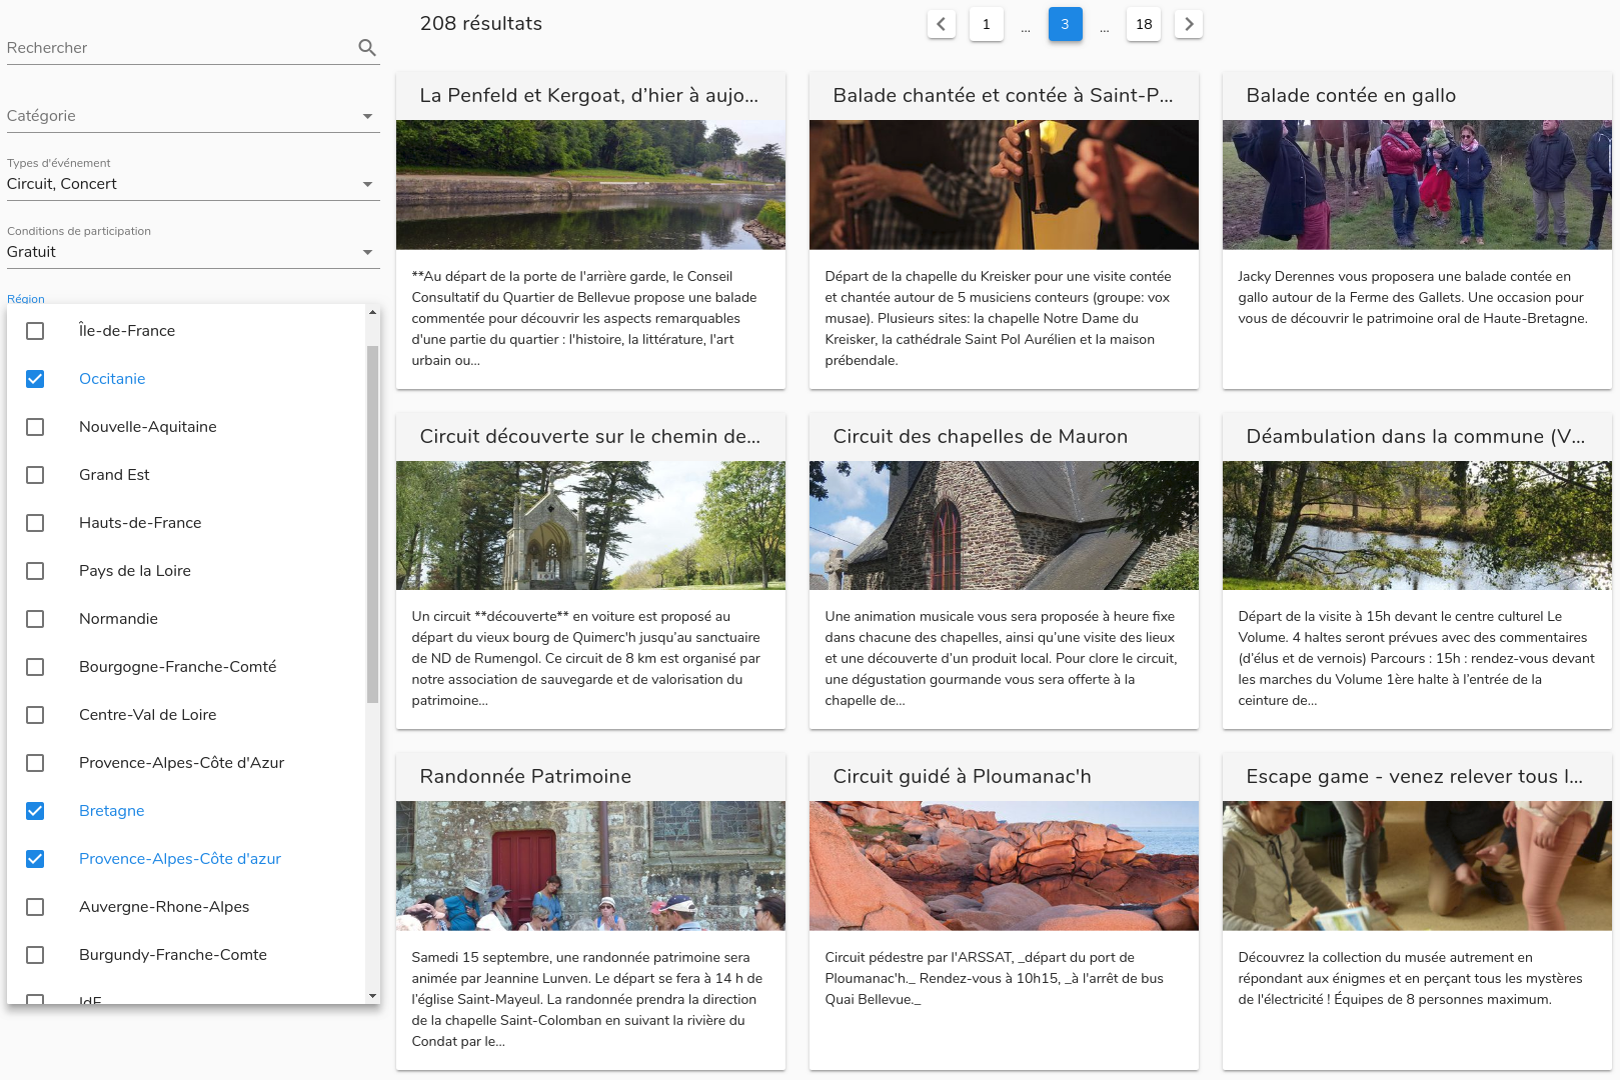 208 résultats
1
...
3
...
18
Rechercher
Catégorie
Types d'événement
Circuit, Concert
Conditions de participation
Gratuit
Région
Île-de-France
Occitanie
Nouvelle-Aquitaine
Grand Est
Hauts-de-France
Pays de la Loire
Normandie
Bourgogne-Franche-Comté
Centre-Val de Loire
Provence-Alpes-Côte d'Azur
Bretagne
Provence-Alpes-Côte d'azur
Auvergne-Rhone-Alpes
Burgundy-Franche-Comte
IdF
La Penfeld et Kergoat, d’hier à aujo...
**Au départ de la porte de l'arrière garde, le Conseil
Consultatif du Quartier de Bellevue propose une balade
commentée pour découvrir les aspects remarquables
d'une partie du quartier : l'histoire, la littérature, l'art
urbain ou...
Balade chantée et contée à Saint-P...
Départ de la chapelle du Kreisker pour une visite contée
et chantée autour de 5 musiciens conteurs (groupe: vox
musae). Plusieurs sites: la chapelle Notre Dame du
Kreisker, la cathédrale Saint Pol Aurélien et la maison
prébendale.
Balade contée en gallo
Jacky Derennes vous proposera une balade contée en
gallo autour de la Ferme des Gallets. Une occasion pour
vous de découvrir le patrimoine oral de Haute-Bretagne.
Circuit découverte sur le chemin de...
Un circuit **découverte** en voiture est proposé au
départ du vieux bourg de Quimerc'h jusqu’au sanctuaire
de ND de Rumengol. Ce circuit de 8 km est organisé par
notre association de sauvegarde et de valorisation du
patrimoine...
Circuit des chapelles de Mauron
Une animation musicale vous sera proposée à heure fixe
dans chacune des chapelles, ainsi qu’une visite des lieux
et une découverte d’un produit local. Pour clore le circuit,
une dégustation gourmande vous sera offerte à la
chapelle de...
Déambulation dans la commune (V...
Départ de la visite à 15h devant le centre culturel Le
Volume. 4 haltes seront prévues avec des commentaires
(d’élus et de vernois) Parcours : 15h : rendez-vous devant
les marches du Volume 1ère halte à l’entrée de la
ceinture de...
Randonnée Patrimoine
Samedi 15 septembre, une randonnée patrimoine sera
animée par Jeannine Lunven. Le départ se fera à 14 h de
l’église Saint-Mayeul. La randonnée prendra la direction
de la chapelle Saint-Colomban en suivant la rivière du
Condat par le...
Circuit guidé à Ploumanac'h
Circuit pédestre par l'ARSSAT, _départ du port de
Ploumanac'h._ Rendez-vous à 10h15, _à l'arrêt de bus
Quai Bellevue._
Escape game - venez relever tous l...
Découvrez la collection du musée autrement en
répondant aux énigmes et en perçant tous les mystères
de l'électricité ! Équipes de 8 personnes maximum.